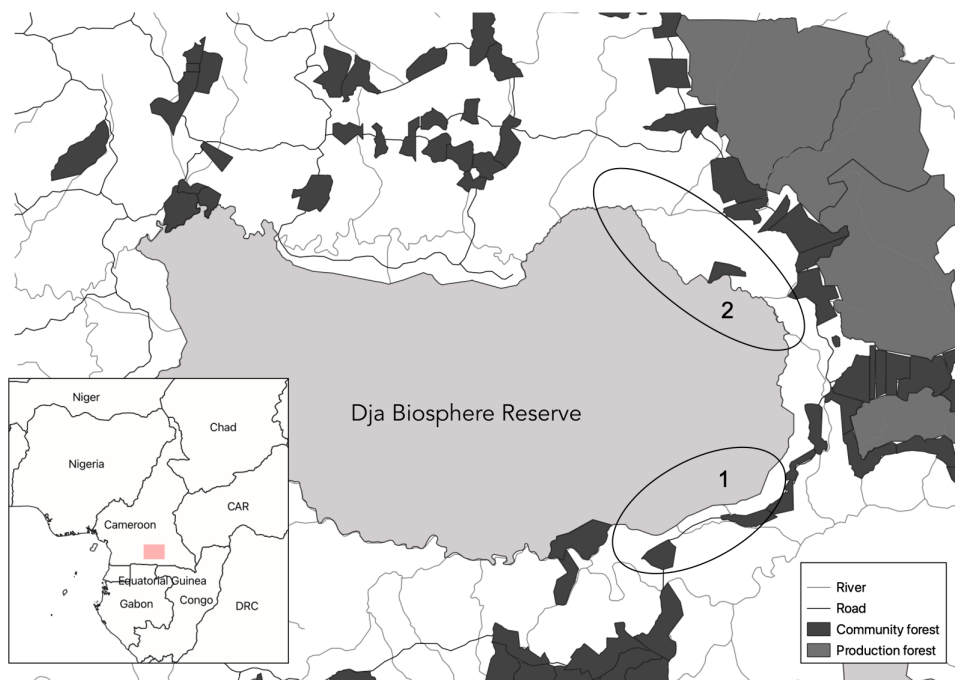 2
Dja Biosphere Reserve
1
Niger
Chad
Nigeria
CAR
Cameroon
Equatorial Guinea
Gabon
Congo
DRC
River
Road
Community forest
Production forest